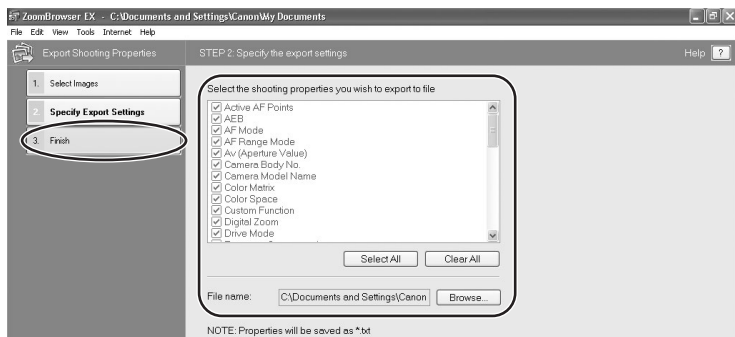 ZoomBrowser EX - C:\Documents and Settings\Canon\My Documents
File Edit View Tools Internet Help
Export Shooting Properties
STEP 2: Specify the export settings
Help ?
1. Select Images
2. Specify Export Settings
3. Finish
Select the shooting properties you wish to export to file
Active AF Points
AEB
AF Mode
AF Range Mode
Av (Aperture Value)
Camera Body No.
Camera Model Name
Color Matrix
Color Space
Custom Function
Digital Zoom
Drive Mode
Select All Clear All
File name: C:\Documents and Settings\Canon Browse...
NOTE: Properties will be saved as *.txt